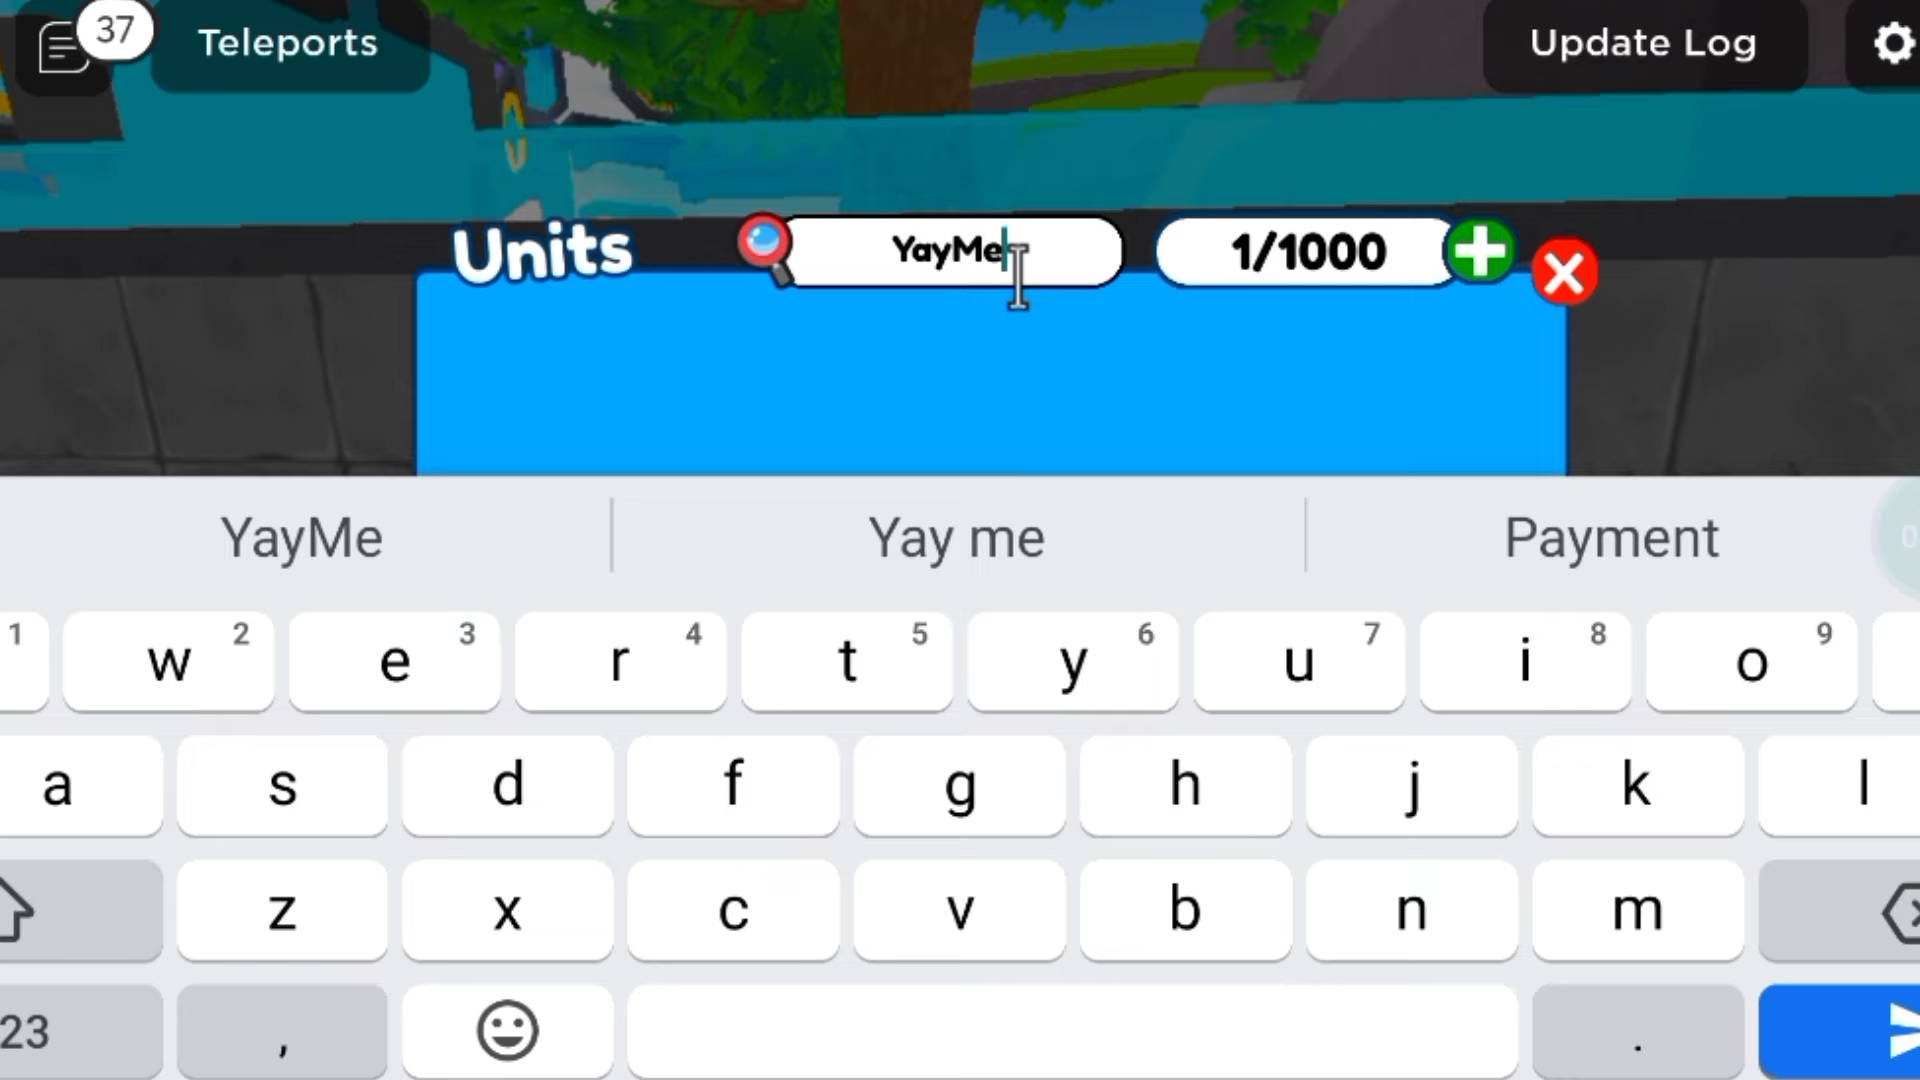 37
Teleports
Update Log
Units
YayMe
1/1000
YayMe
Yay me
Payment
1 2 3 4 5 6 7 8 9
w e r t y u i o
a s d f g h j k l
z x c v b n m
23 , .